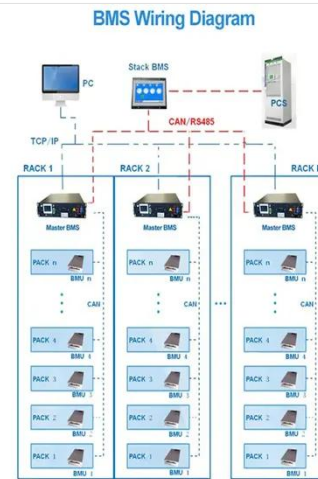 BMS Wiring Diagram
Stack BMS
PC
PCS
CAN/RS485
TCP/IP
RACK 1
RACK 2
RACK
Master BMS
Master BMS
Master BMS
PACK n
BMU n
PACK n
BMU n
PACK n
BMU n
CAN
CAN
CAN
PACK 4
BMU 4
PACK 4
BMU 4
PACK 4
BMU 4
PACK 3
BMU 3
PACK 3
BMU 3
PACK 3
BMU 3
PACK 2
BMU 2
PACK 2
BMU 2
PACK 2
BMU 2
PACK 1
BMU 1
PACK 1
BMU 1
PACK 1
BMU 1